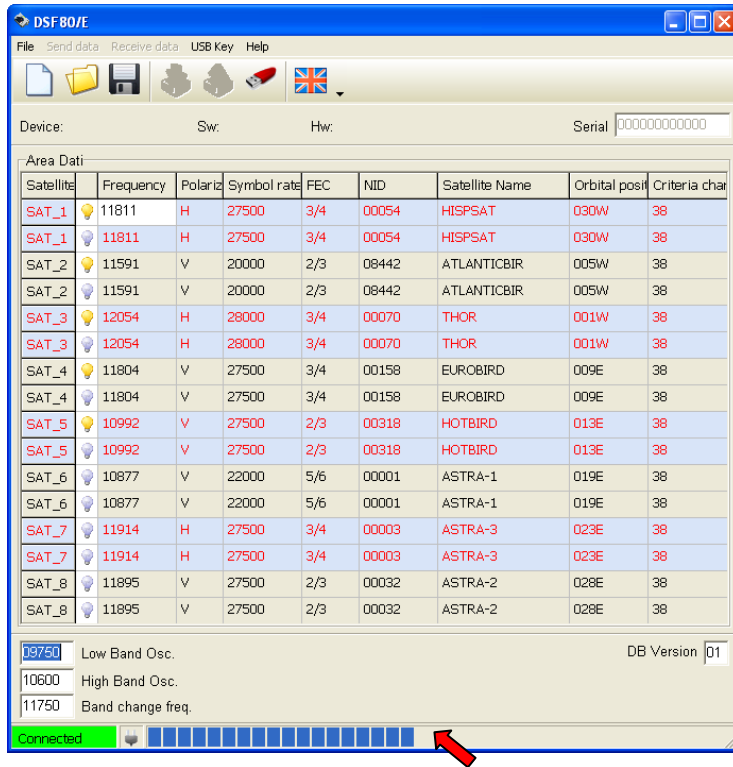 DSF80/E
File Send data Receive data USB Key Help
Device: Sw: Hw: Serial 000000000000
Area Dati
Satellite Frequency Polariz Symbol rate FEC NID Satellite Name Orbital posit Criteria char
SAT_1 11811 H 27500 3/4 00054 HISPSAT 030W 38
SAT_1 11811 H 27500 3/4 00054 HISPSAT 030W 38
SAT_2 11591 V 20000 2/3 08442 ATLANTICBIR 005W 38
SAT_2 11591 V 20000 2/3 08442 ATLANTICBIR 005W 38
SAT_3 12054 H 28000 3/4 00070 THOR 001W 38
SAT_3 12054 H 28000 3/4 00070 THOR 001W 38
SAT_4 11804 V 27500 3/4 00158 EUROBIRD 009E 38
SAT_4 11804 V 27500 3/4 00158 EUROBIRD 009E 38
SAT_5 10992 V 27500 2/3 00318 HOTBIRD 013E 38
SAT_5 10992 V 27500 2/3 00318 HOTBIRD 013E 38
SAT_6 10877 V 22000 5/6 00001 ASTRA-1 019E 38
SAT_6 10877 V 22000 5/6 00001 ASTRA-1 019E 38
SAT_7 11914 H 27500 3/4 00003 ASTRA-3 023E 38
SAT_7 11914 H 27500 3/4 00003 ASTRA-3 023E 38
SAT_8 11895 V 27500 2/3 00032 ASTRA-2 028E 38
SAT_8 11895 V 27500 2/3 00032 ASTRA-2 028E 38
09750 Low Band Osc. DB Version 01
10600 High Band Osc.
11750 Band change freq.
Connected